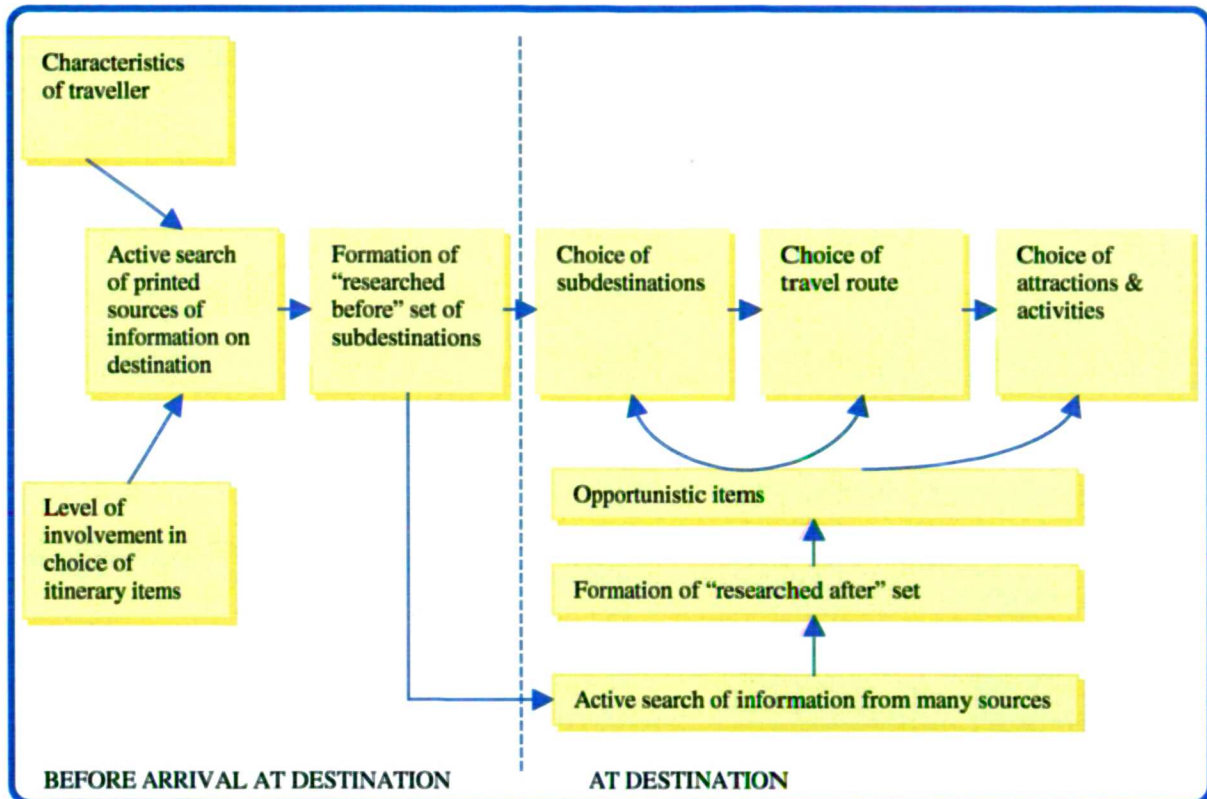 Characteristics
of traveller
Active search
of printed
sources of
information on
destination
Formation of
“researched
before” set of
subdestinations
Choice of
subdestinations
Choice of
travel route
Choice of
attractions &
activities
Level of
involvement in
choice of
itinerary items
Opportunistic items
Formation of “researched after” set
Active search of information from many sources
BEFORE ARRIVAL AT DESTINATION
AT DESTINATION